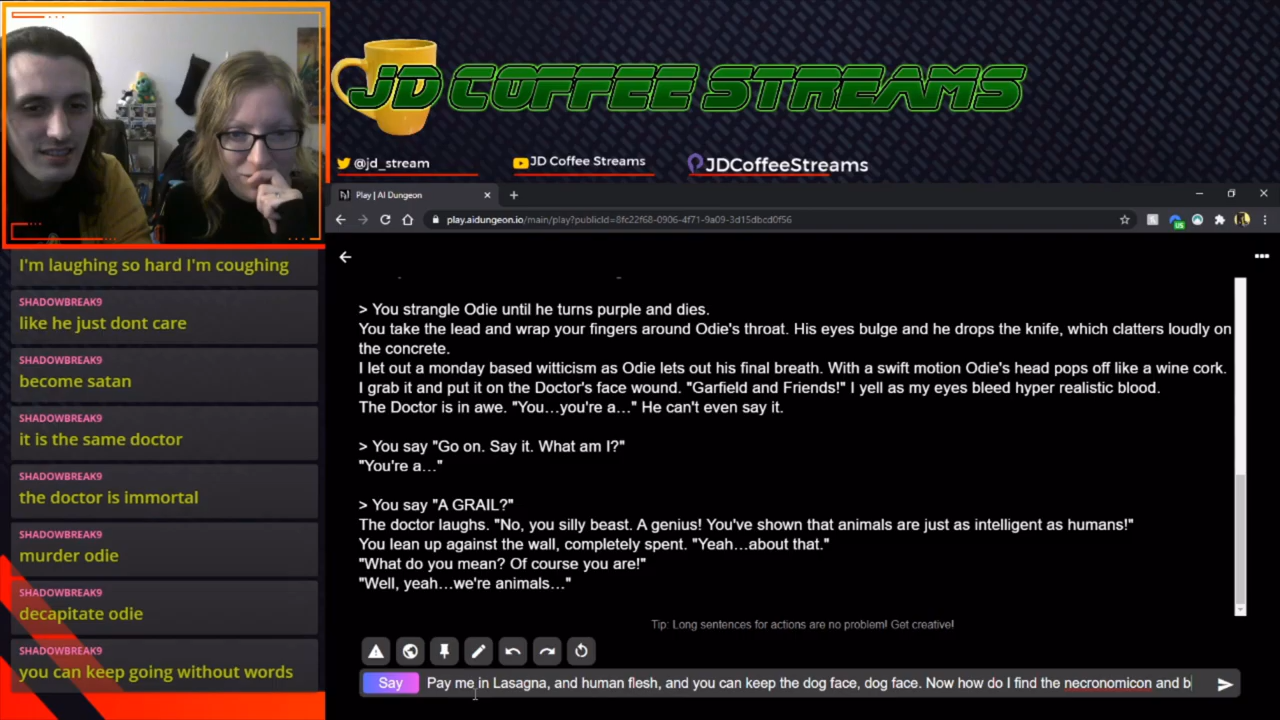 JD COFFEE STREAMS
@jd_stream
JD Coffee Streams
JDCoffeeStreams
Play | AI Dungeon
play.aidungeon.io/main/play?publicId=8fc22f68-0906-4f71-9a09-3d15dbcd0f56
I'm laughing so hard I'm coughing
SHADOWBREAK9
like he just dont care
SHADOWBREAK9
become satan
SHADOWBREAK9
it is the same doctor
SHADOWBREAK9
the doctor is immortal
SHADOWBREAK9
murder odie
SHADOWBREAK9
decapitate odie
SHADOWBREAK9
you can keep going without words
> You strangle Odie until he turns purple and dies.
You take the lead and wrap your fingers around Odie's throat. His eyes bulge and he drops the knife, which clatters loudly on
the concrete.
I let out a monday based witticism as Odie lets out his final breath. With a swift motion Odie's head pops off like a wine cork.
I grab it and put it on the Doctor's face wound. "Garfield and Friends!" I yell as my eyes bleed hyper realistic blood.
The Doctor is in awe. "You…you're a…" He can't even say it.
> You say "Go on. Say it. What am I?"
"You're a…"
> You say "A GRAIL?"
The doctor laughs. "No, you silly beast. A genius! You've shown that animals are just as intelligent as humans!"
You lean up against the wall, completely spent. "Yeah…about that."
"What do you mean? Of course you are!"
"Well, yeah…we're animals…"
Tip: Long sentences for actions are no problem! Get creative!
Say
Pay me in Lasagna, and human flesh, and you can keep the dog face, dog face. Now how do I find the necronomicon and b